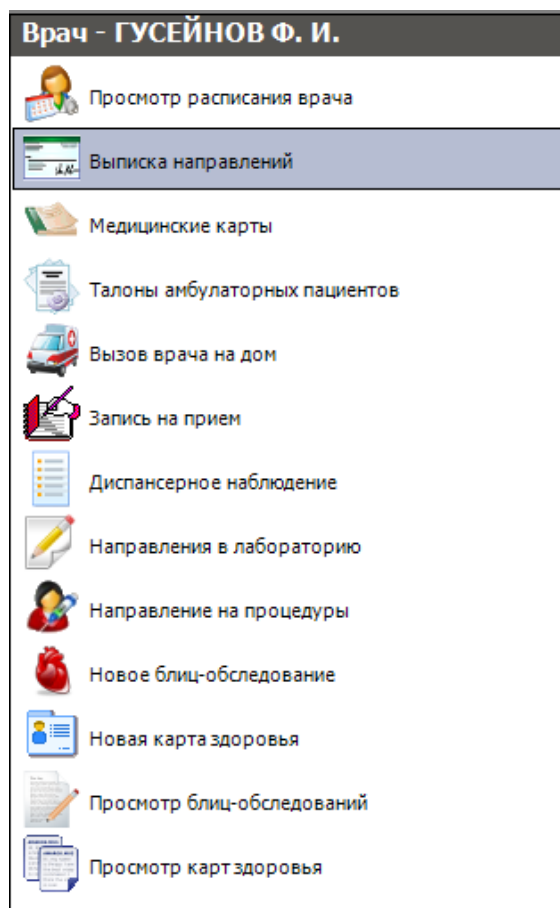 Врач - ГУСЕЙНОВ Ф. И.
Просмотр расписания врача
Выписка направлений
Медицинские карты
Талоны амбулаторных пациентов
Вызов врача на дом
Запись на прием
Диспансерное наблюдение
Направления в лабораторию
Направление на процедуры
Новое блиц-обследование
Новая карта здоровья
Просмотр блиц-обследований
Просмотр карт здоровья